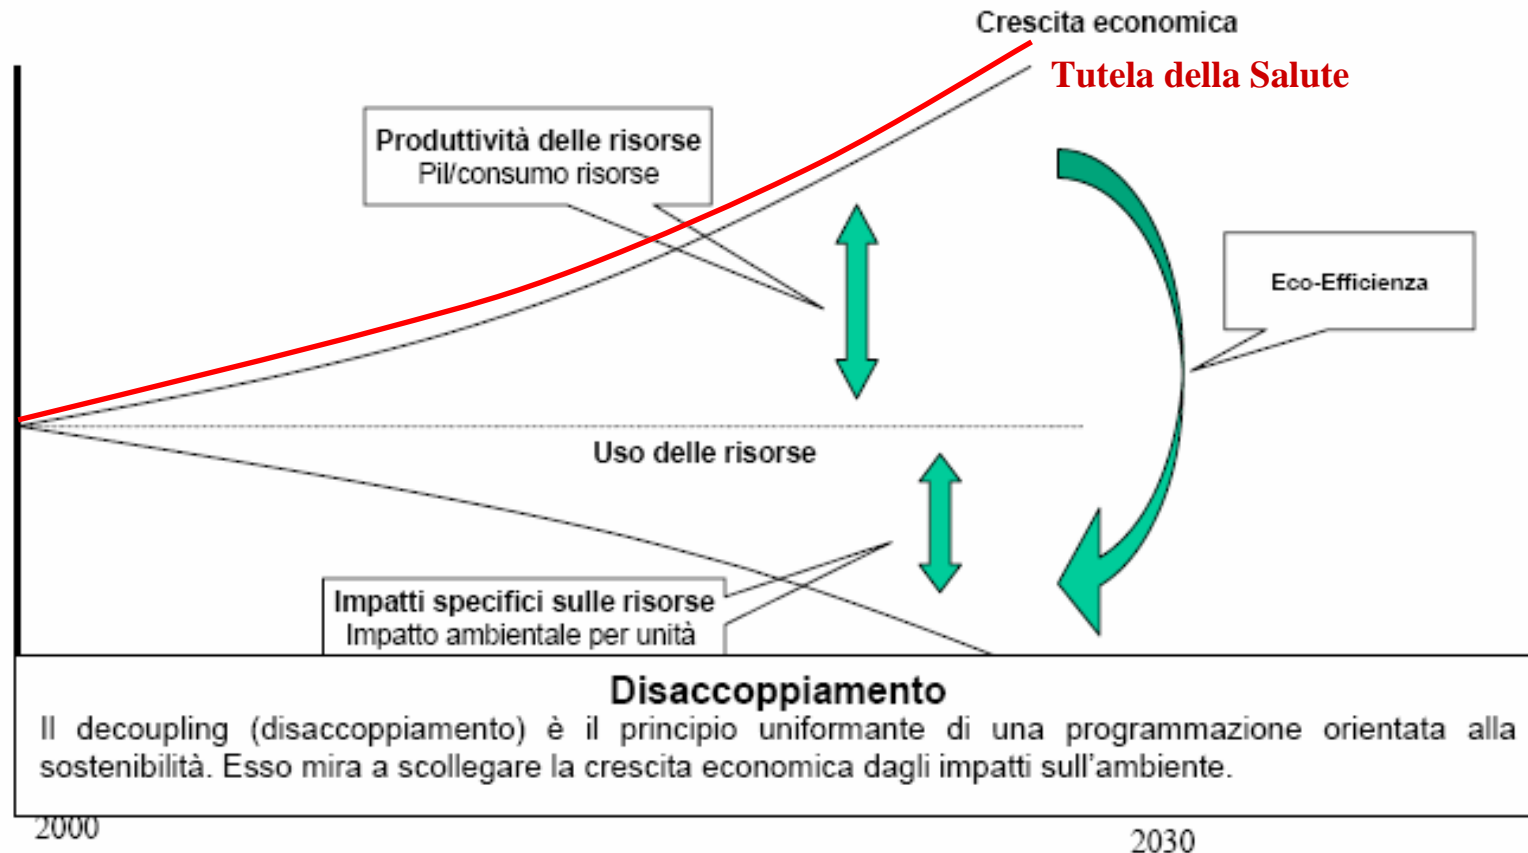 Crescita economica
Tutela della Salute
Produttività delle risorse
Pil/consumo risorse
Eco-Efficienza
Uso delle risorse
Impatti specifici sulle risorse
Impatto ambientale per unità
Disaccoppiamento
Il decoupling (disaccoppiamento) è il principio uniformante di una programmazione orientata alla
sostenibilità. Esso mira a scollegare la crescita economica dagli impatti sull'ambiente.
2000
2030